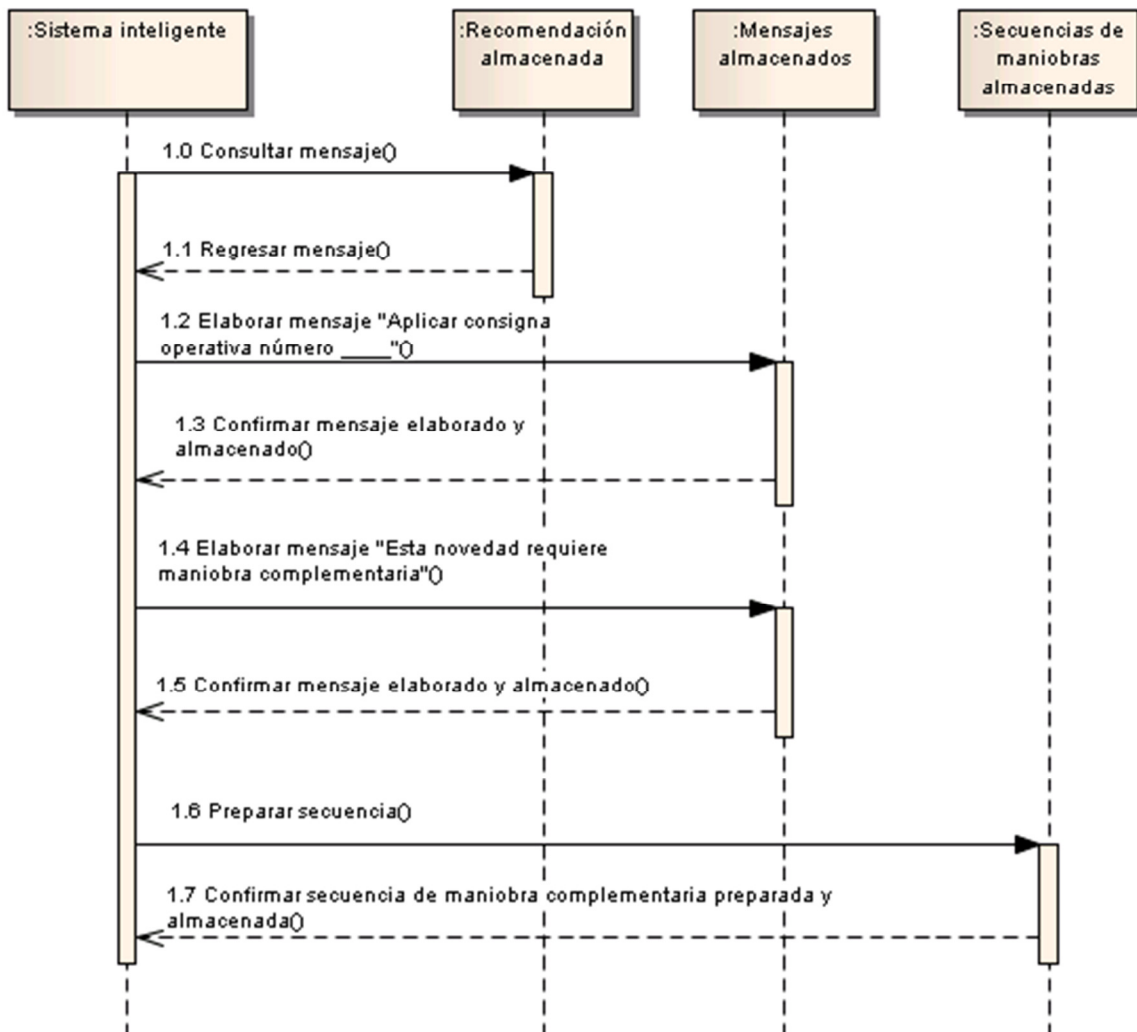 :Sistema inteligente
:Recomendación
almacenada
:Mensajes
almacenados
:Secuencias de
maniobras
almacenadas
1.0 Consultar mensaje()
1.1 Regresar mensaje()
1.2 Elaborar mensaje "Aplicar consigna
operativa número _____"()
1.3 Confirmar mensaje elaborado y
almacenado()
1.4 Elaborar mensaje "Esta novedad requiere
maniobra complementaria"()
1.5 Confirmar mensaje elaborado y almacenado()
1.6 Preparar secuencia()
1.7 Confirmar secuencia de maniobra complementaria preparada y
almacenada()